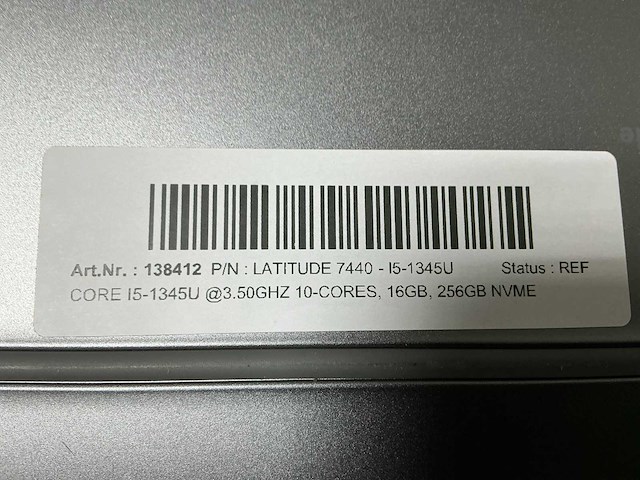 Art.Nr. : 138412 P/N : LATITUDE 7440 - I5-1345U Status : REF
CORE I5-1345U @3.50GHZ 10-CORES, 16GB, 256GB NVME